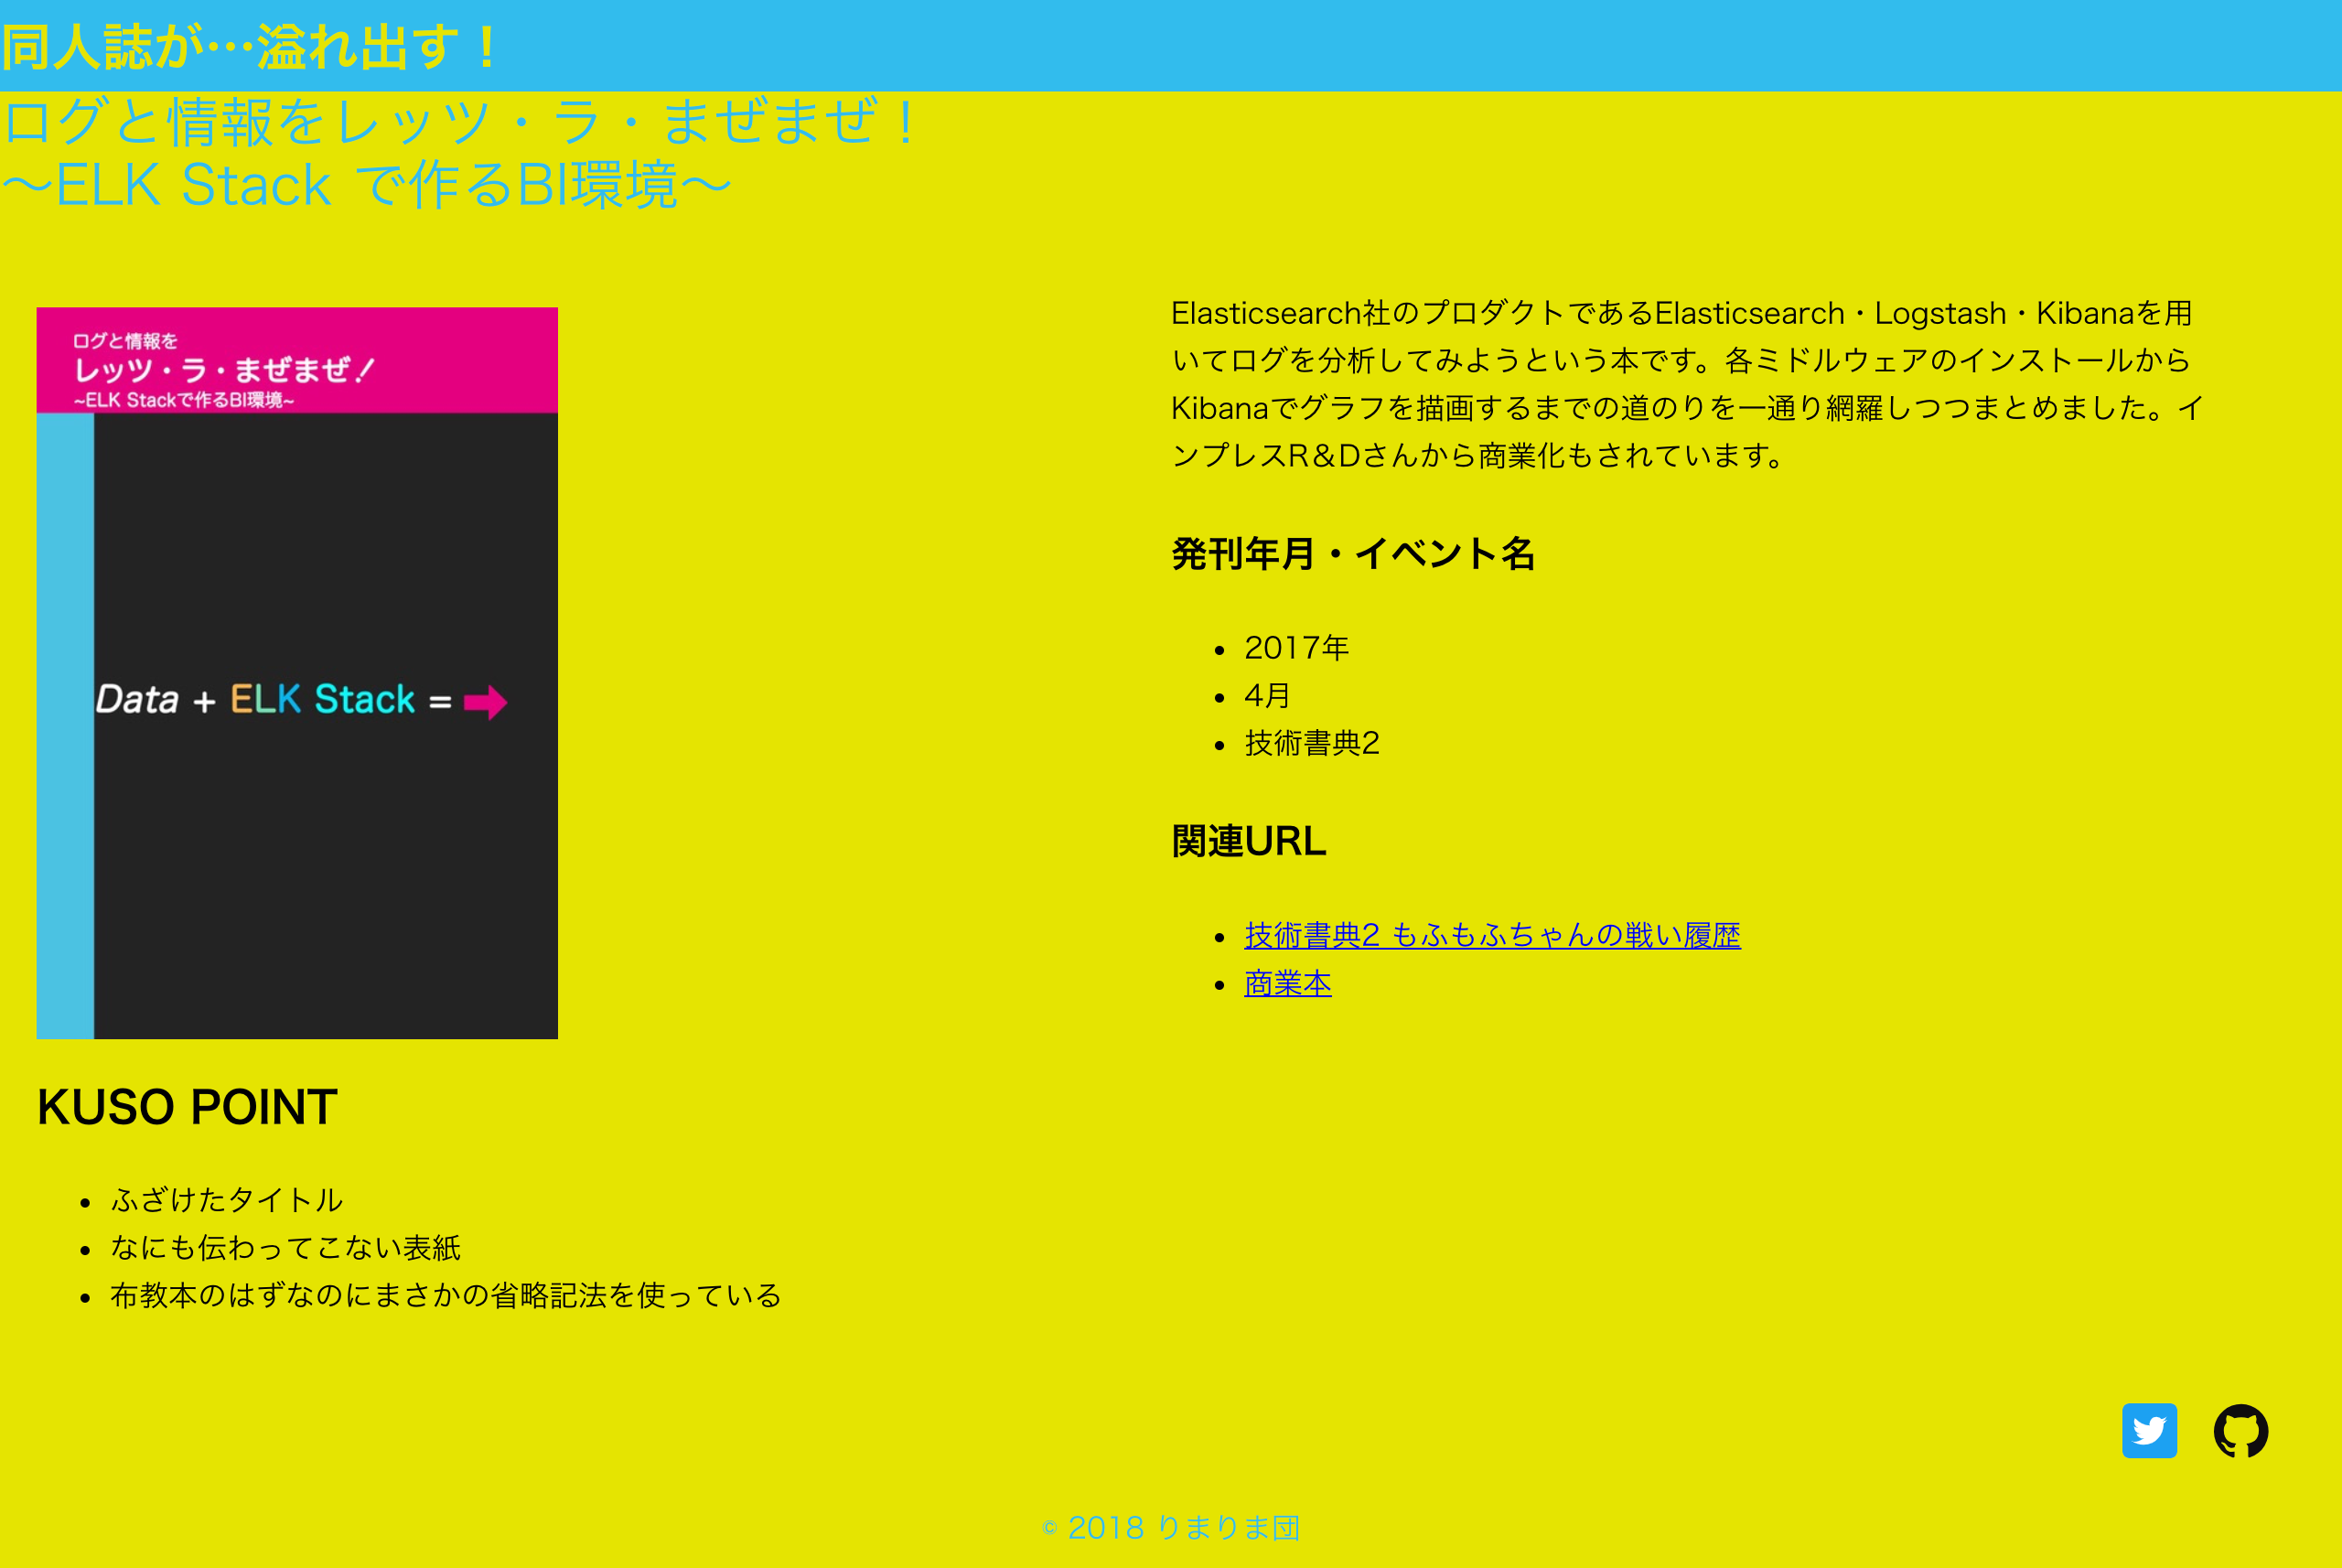 同人誌が…溢れ出す！
ログと情報をレッツ・ラ・まぜまぜ！
〜ELK Stack で作るBI環境〜
ログと情報を
レッツ・ラ・まぜまぜ！
~ELK Stackで作るBI環境~
Data + ELK Stack =
KUSO POINT
• ふざけたタイトル
• なにも伝わってこない表紙
• 布教本のはずなのにまさかの省略記法を使っている
Elasticsearch社のプロダクトであるElasticsearch・Logstash・Kibanaを用
いてログを分析してみようという本です。各ミドルウェアのインストールから
Kibanaでグラフを描画するまでの道のりを一通り網羅しつつまとめました。イ
ンプレスR＆Dさんから商業化もされています。
発刊年月・イベント名
• 2017年
• 4月
• 技術書典2
関連URL
• 技術書典2 もふもふちゃんの戦い履歴
• 商業本
© 2018 りまりま団